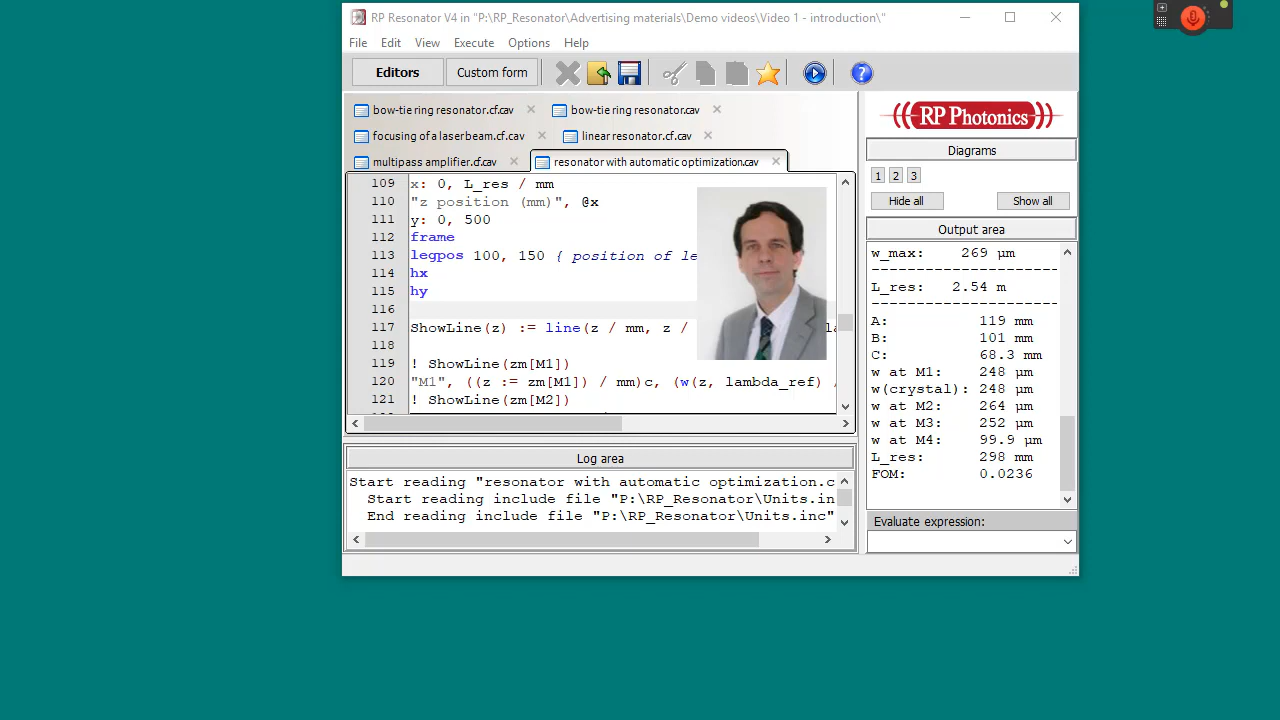 RP Resonator V4 in "P:\RP_Resonator\Advertising materials\Demo videos\Video 1 - introduction\"
File Edit View Execute Options Help
Editors Custom form
bow-tie ring resonator.cf.cav bow-tie ring resonator.cav
focusing of a laser beam.cf.cav linear resonator.cf.cav
multipass amplifier.cf.cav resonator with automatic optimization.cav
109 x: 0, L_res / mm
110 "z position (mm)", @x
111 y: 0, 500
112 frame
113 legpos 100, 150 { position of le
114 hx
115 hy
116
117 ShowLine(z) := line(z / mm, z /
118
119 ! ShowLine(zm[M1])
120 "M1", ((z := zm[M1]) / mm)c, (w(z, lambda_ref)
121 ! ShowLine(zm[M2])
Log area
Start reading "resonator with automatic optimization.c
Start reading include file "P:\RP_Resonator\Units.in
End reading include file "P:\RP_Resonator\Units.inc"
RP Photonics
Diagrams
1 2 3
Hide all Show all
Output area
w_max: 269 µm
--------------------
L_res: 2.54 m
--------------------
A: 119 mm
B: 101 mm
C: 68.3 mm
w at M1: 248 µm
w(crystal): 248 µm
w at M2: 264 µm
w at M3: 252 µm
w at M4: 99.9 µm
L_res: 298 mm
FOM: 0.0236
Evaluate expression: